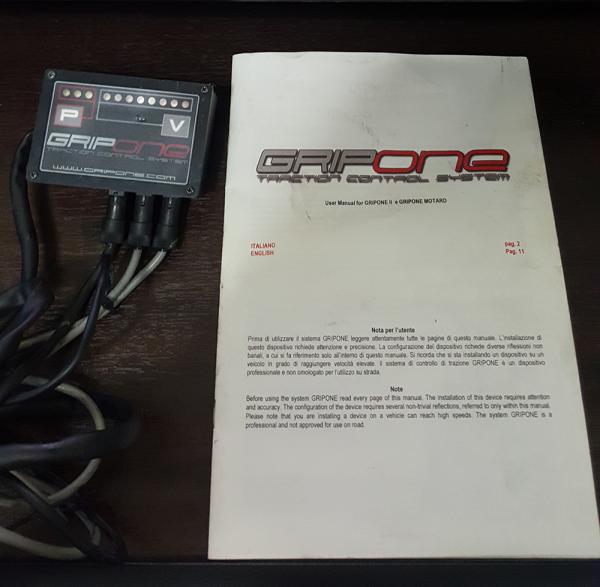 P
V
GRIPONE
TRACTION CONTROL SYSTEM
WWW.GRIPONE.COM
GRIPONE
TRACTION CONTROL SYSTEM
User Manual for GRIPONE II e GRIPONE MOTARD
ITALIANO pag. 2
ENGLISH Pag. 11
Nota per l'utente
Prima di utilizzare il sistema GRIPONE leggere attentamente tutte le pagine di questo manuale. L'installazione di
questo dispositivo richiede attenzione e precisione. La configurazione del dispositivo richiede diverse riflessioni non
banali, a cui si fa riferimento solo all'interno di questo manuale. Si ricorda che si sta installando un dispositivo su un
veicolo in grado di raggiungere velocità elevate. il sistema di controllo di trazione GRIPONE è un dispositivo
professionale e non omologato per l'utilizzo su strada.
Note
Before using the system GRIPONE read every page of this manual. The installation of this device requires attention
and accuracy. The configuration of the device requires several non-trivial reflections, referred to only within this manual.
Please note that you are installing a device on a vehicle can reach high speeds. The system GRIPONE is a
professional and not approved for use on road.